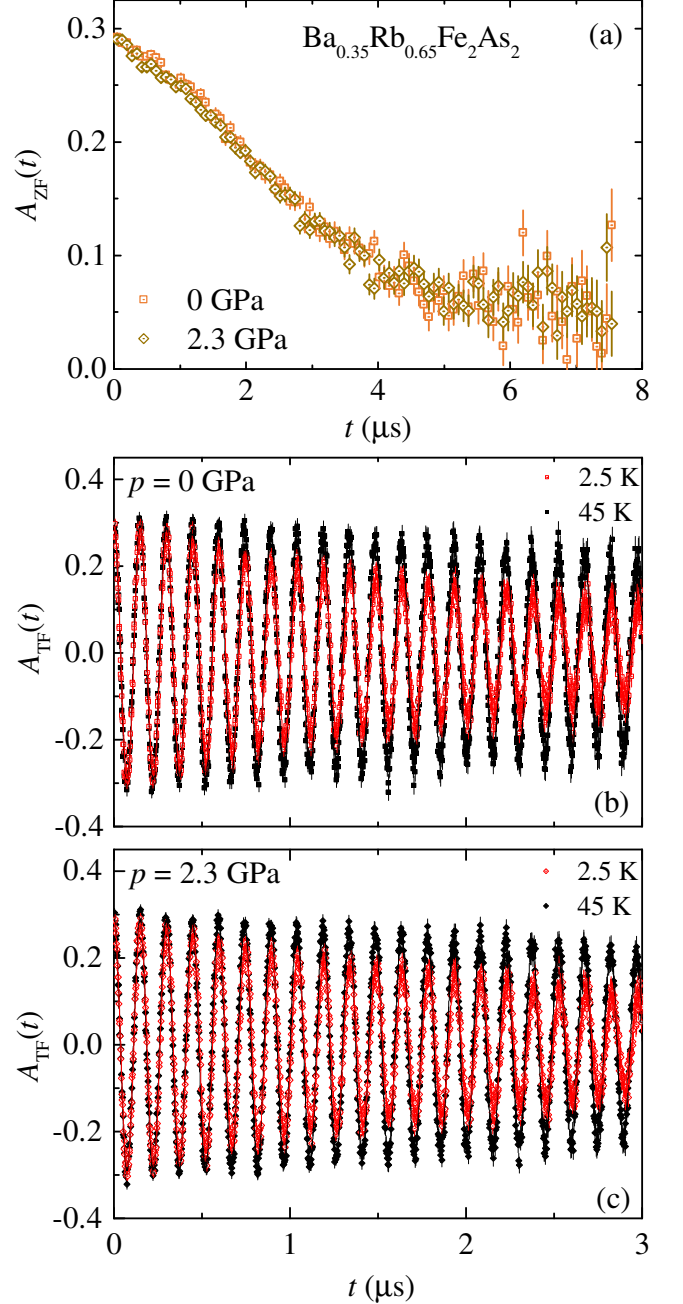 0.3
Ba0.35Rb0.65Fe2As2
(a)
0.2
AZF(t)
0.1
0 GPa
2.3 GPa
0.0
0 2 4 6 8
t (μs)
0.4
p = 0 GPa
2.5 K
45 K
0.2
ATF(t)
0.0
-0.2
(b)
-0.4
0.4
p = 2.3 GPa
2.5 K
45 K
0.2
ATF(t)
0.0
-0.2
(c)
-0.4
0 1 2 3
t (μs)